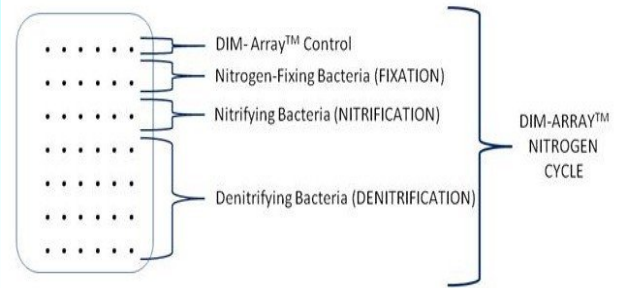 DIM- Array™ Control
Nitrogen-Fixing Bacteria (FIXATION)
Nitrifying Bacteria (NITRIFICATION)
Denitrifying Bacteria (DENITRIFICATION)
DIM-ARRAY™
NITROGEN
CYCLE